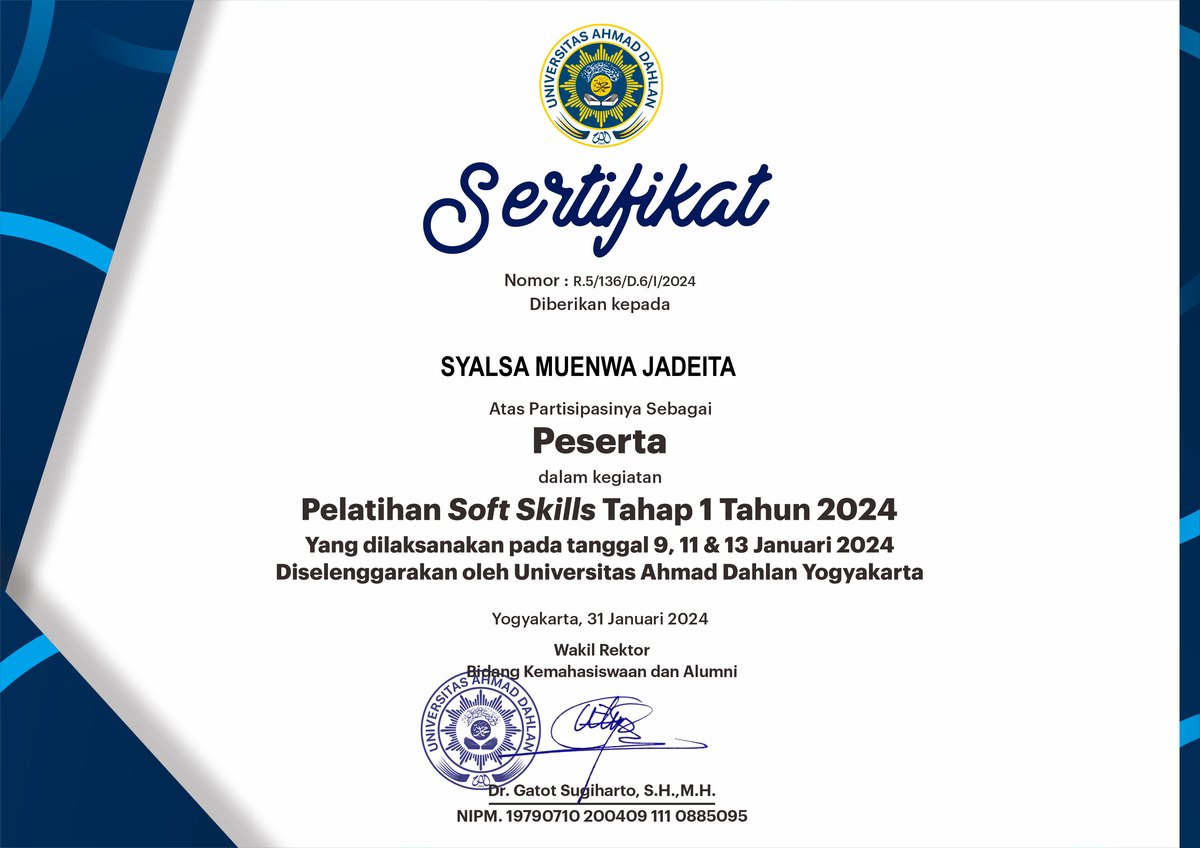 UNIVERSITAS AHMAD DAHLAN
Sertifikat
Nomor : R.5/136/D.6/I/2024
Diberikan kepada
SYALSA MUENWA JADEITA
Atas Partisipasinya Sebagai
Peserta
dalam kegiatan
Pelatihan Soft Skills Tahap 1 Tahun 2024
Yang dilaksanakan pada tanggal 9, 11 & 13 Januari 2024
Diselenggarakan oleh Universitas Ahmad Dahlan Yogyakarta
Yogyakarta, 31 Januari 2024
Wakil Rektor
Bidang Kemahasiswaan dan Alumni
UNIVERSITAS AHMAD DAHLAN
Dr. Gatot Sugiharto, S.H.,M.H.
NIPM. 19790710 200409 111 0885095